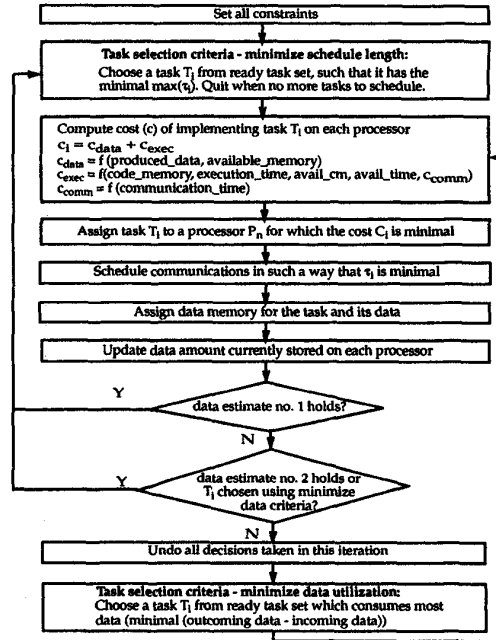 Set all constraints
Task selection criteria - minimize schedule length:
Choose a task Ti from ready task set, such that it has the
minimal max(τi). Quit when no more tasks to schedule.
Compute cost (c) of implementing task Ti on each processor
ci = cdata + cexec
cdata = f (produced_data, available_memory)
cexec = f(code_memory, execution_time, avail_cm, avail_time, ccomm)
ccomm = f (communication_time)
Assign task Ti to a processor Pn for which the cost Ci is minimal
Schedule communications in such a way that τi is minimal
Assign data memory for the task and its data
Update data amount currently stored on each processor
Y
data estimate no. 1 holds?
N
Y
data estimate no. 2 holds or
Ti chosen using minimize
data criteria?
N
Undo all decisions taken in this iteration
Task selection criteria - minimize data utilization:
Choose a task Ti from ready task set which consumes most
data (minimal (outcoming data - incoming data))